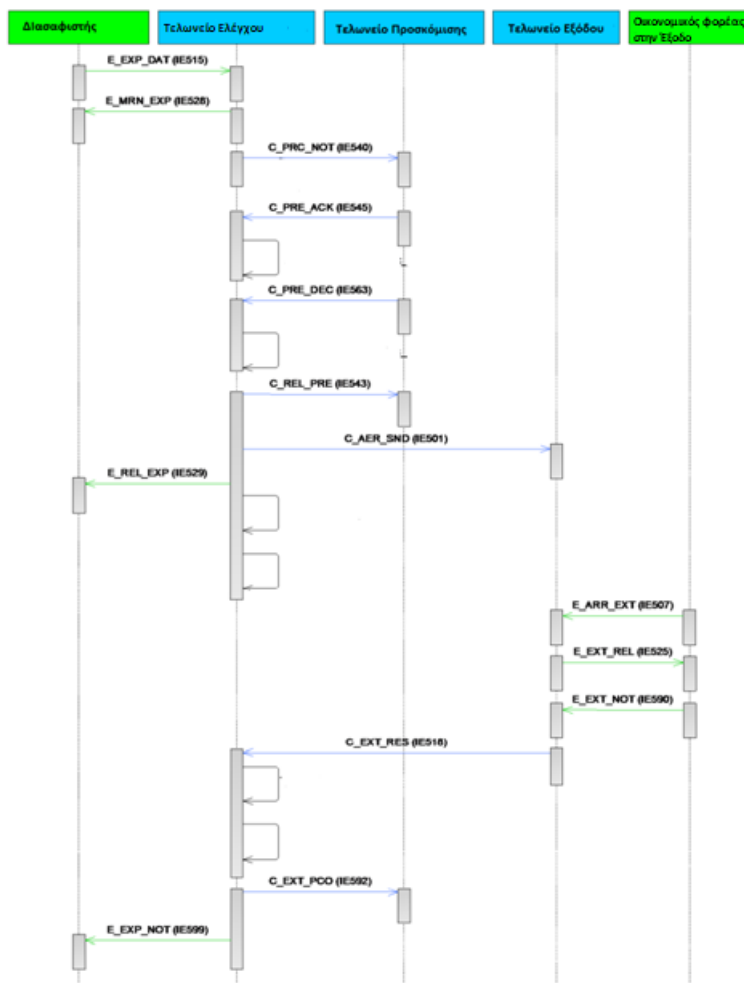 Διασαφιστής
Τελωνείο Ελέγχου
Τελωνείο Προσκόμισης
Τελωνείο Εξόδου
Οικονομικός φορέας
στην Έξοδο
E_EXP_DAT (IE515)
E_MRN_EXP (IE528)
C_PRC_NOT (IE540)
C_PRE_ACK (IE545)
C_PRE_DEC (IE563)
C_REL_PRE (IE543)
C_AER_SND (IE501)
E_REL_EXP (IE529)
E_ARR_EXT (IE507)
E_EXT_REL (IE525)
E_EXT_NOT (IE590)
C_EXT_RES (IE518)
C_EXT_PCO (IE592)
E_EXP_NOT (IE599)